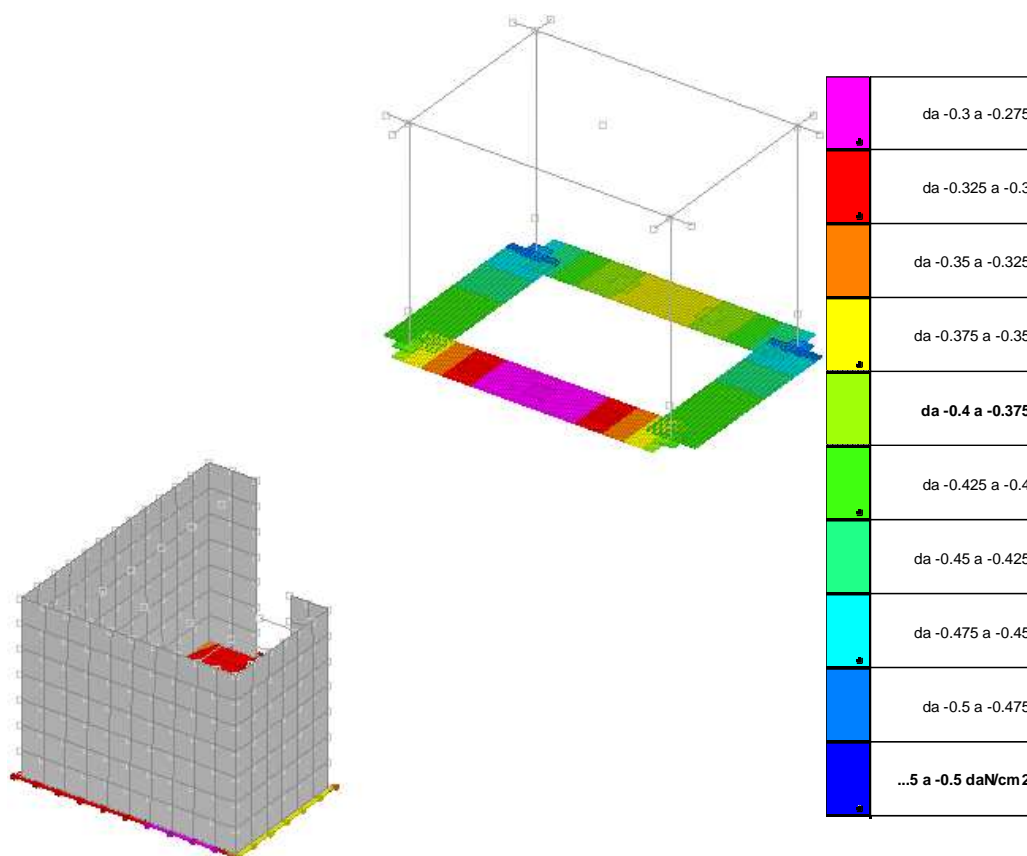 da -0.3 a -0.275
da -0.325 a -0.3
da -0.35 a -0.325
da -0.375 a -0.35
da -0.4 a -0.375
da -0.425 a -0.4
da -0.45 a -0.425
da -0.475 a -0.45
da -0.5 a -0.475
...5 a -0.5 daN/cm2